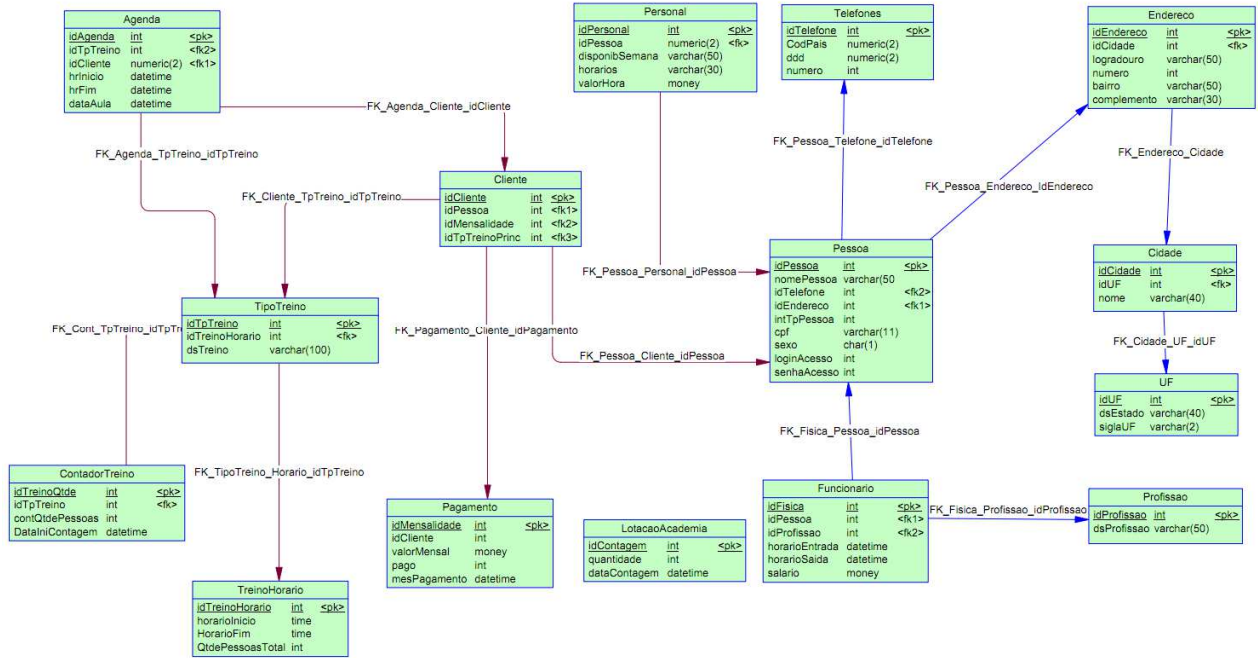 Agenda
idAgenda int <pk>
idTpTreino int <fk2>
idCliente numeric(2) <fk1>
hrInicio datetime
hrFim datetime
dataAula datetime
Personal
idPersonal int <pk>
idPessoa numeric(2) <fk>
disponibSemana varchar(50)
horarios varchar(30)
valorHora money
Telefones
idTelefone int <pk>
CodPais numeric(2)
ddd numeric(2)
numero int
Endereco
idEndereco int <pk>
idCidade int <fk>
logradouro varchar(50)
numero int
bairro varchar(50)
complemento varchar(30)
FK_Agenda_Cliente_idCliente
FK_Agenda_TpTreino_idTpTreino
FK_Pessoa_Telefone_idTelefone
FK_Endereco_Cidade
FK_Cliente_TpTreino_idTpTreino
FK_Pessoa_Endereco_IdEndereco
Cliente
idCliente int <pk>
idPessoa int <fk1>
idMensalidade int <fk2>
idTpTreinoPrinc int <fk3>
Pessoa
idPessoa int <pk>
nomePessoa varchar(50
idTelefone int <fk2>
idEndereco int <fk1>
intTpPessoa int
cpf varchar(11)
sexo char(1)
loginAcesso int
senhaAcesso int
Cidade
idCidade int <pk>
idUF int <fk>
nome varchar(40)
FK_Pessoa_Personal_idPessoa
TipoTreino
idTpTreino int <pk>
idTreinoHorario int <fk>
dsTreino varchar(100)
FK_Cont_TpTreino_idTpTre
FK_Pagamento_Cliente_idPagamento
FK_Pessoa_Cliente_idPessoa
FK_Cidade_UF_idUF
UF
idUF int <pk>
dsEstado varchar(40)
siglaUF varchar(2)
FK_Fisica_Pessoa_idPessoa
ContadorTreino
idTreinoQtde int <pk>
idTpTreino int <fk>
contQtdePessoas int
DataIniContagem datetime
FK_TipoTreino_Horario_idTpTreino
Pagamento
idMensalidade int <pk>
idCliente int
valorMensal money
pago int
mesPagamento datetime
LotacaoAcademia
idContagem int <pk>
quantidade int
dataContagem datetime
Funcionario
idFisica int <pk>
idPessoa int <fk1>
idProfissao int <fk2>
horarioEntrada datetime
horarioSaida datetime
salario money
FK_Fisica_Profissao_idProfissao
Profissao
idProfissao int <pk>
dsProfissao varchar(50)
TreinoHorario
idTreinoHorario int <pk>
horarioInicio time
HorarioFim time
QtdePessoasTotal int